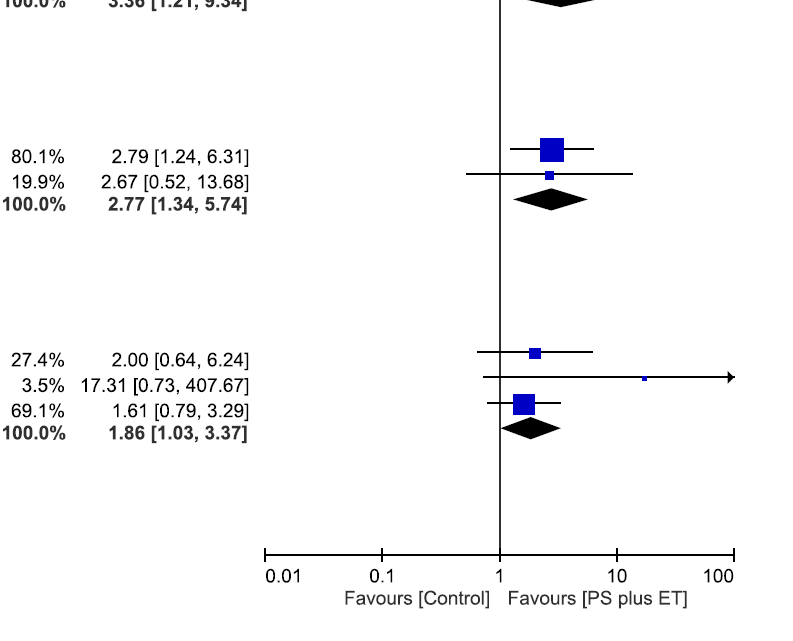 100.0% 3.36 [1.21, 9.34]
80.1% 2.79 [1.24, 6.31]
19.9% 2.67 [0.52, 13.68]
100.0% 2.77 [1.34, 5.74]
27.4% 2.00 [0.64, 6.24]
3.5% 17.31 [0.73, 407.67]
69.1% 1.61 [0.79, 3.29]
100.0% 1.86 [1.03, 3.37]
0.01 0.1 1 10 100
Favours [Control] Favours [PS plus ET]